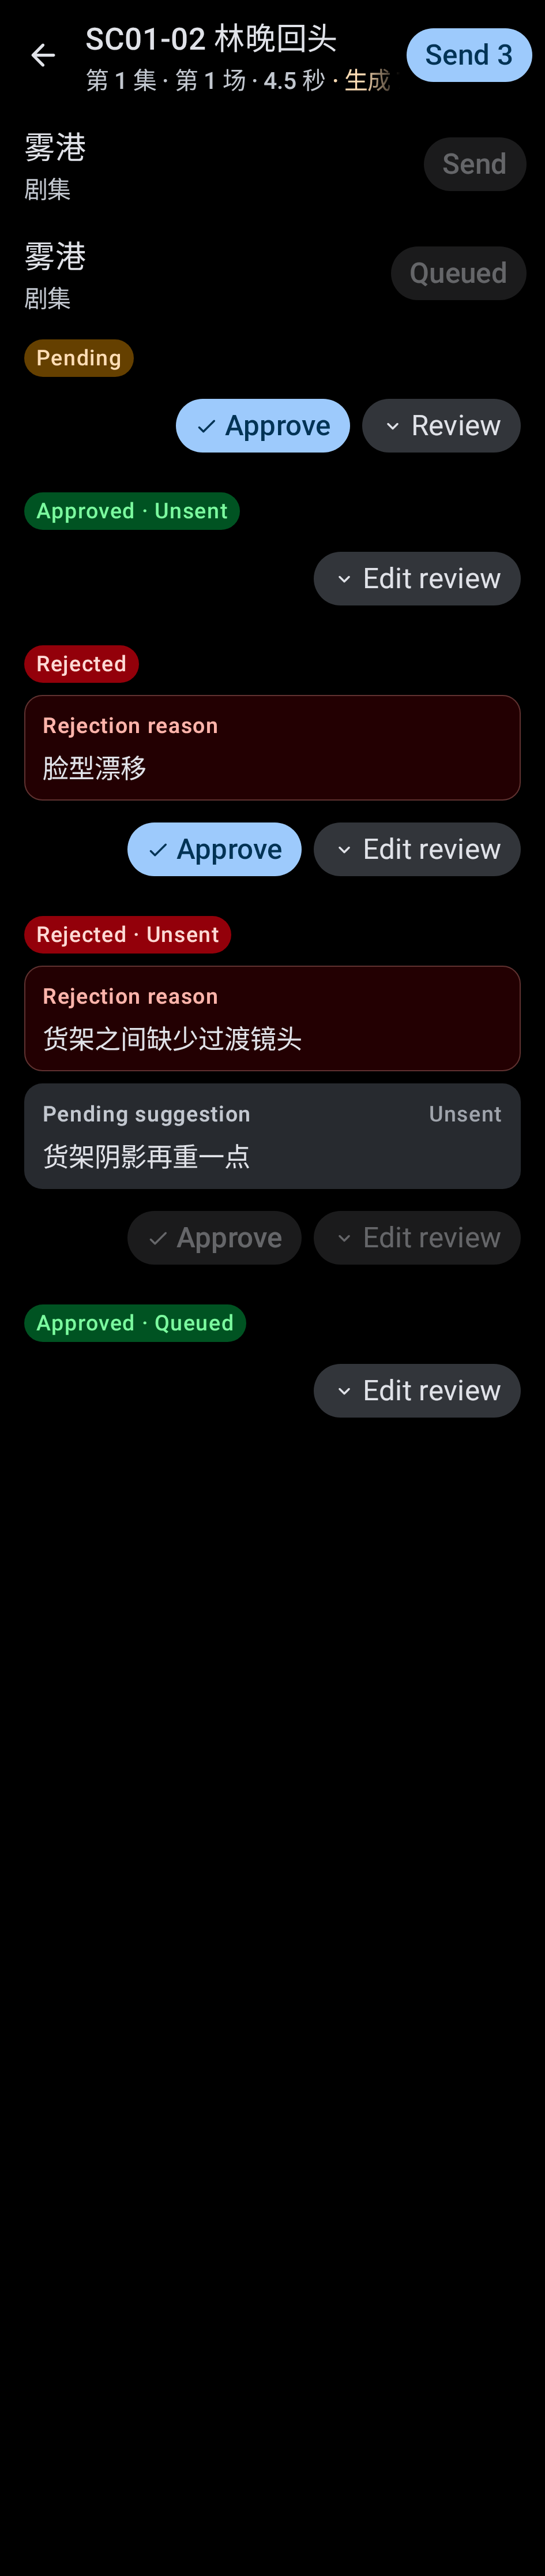 SC01-02 林晚回头
第 1 集 · 第 1 场 · 4.5 秒 · 生成
Send 3
雾港
剧集
Send
雾港
剧集
Queued
Pending
Approve
Review
Approved · Unsent
Edit review
Rejected
Rejection reason
脸型漂移
Approve
Edit review
Rejected · Unsent
Rejection reason
货架之间缺少过渡镜头
Pending suggestion
Unsent
货架阴影再重一点
Approve
Edit review
Approved · Queued
Edit review